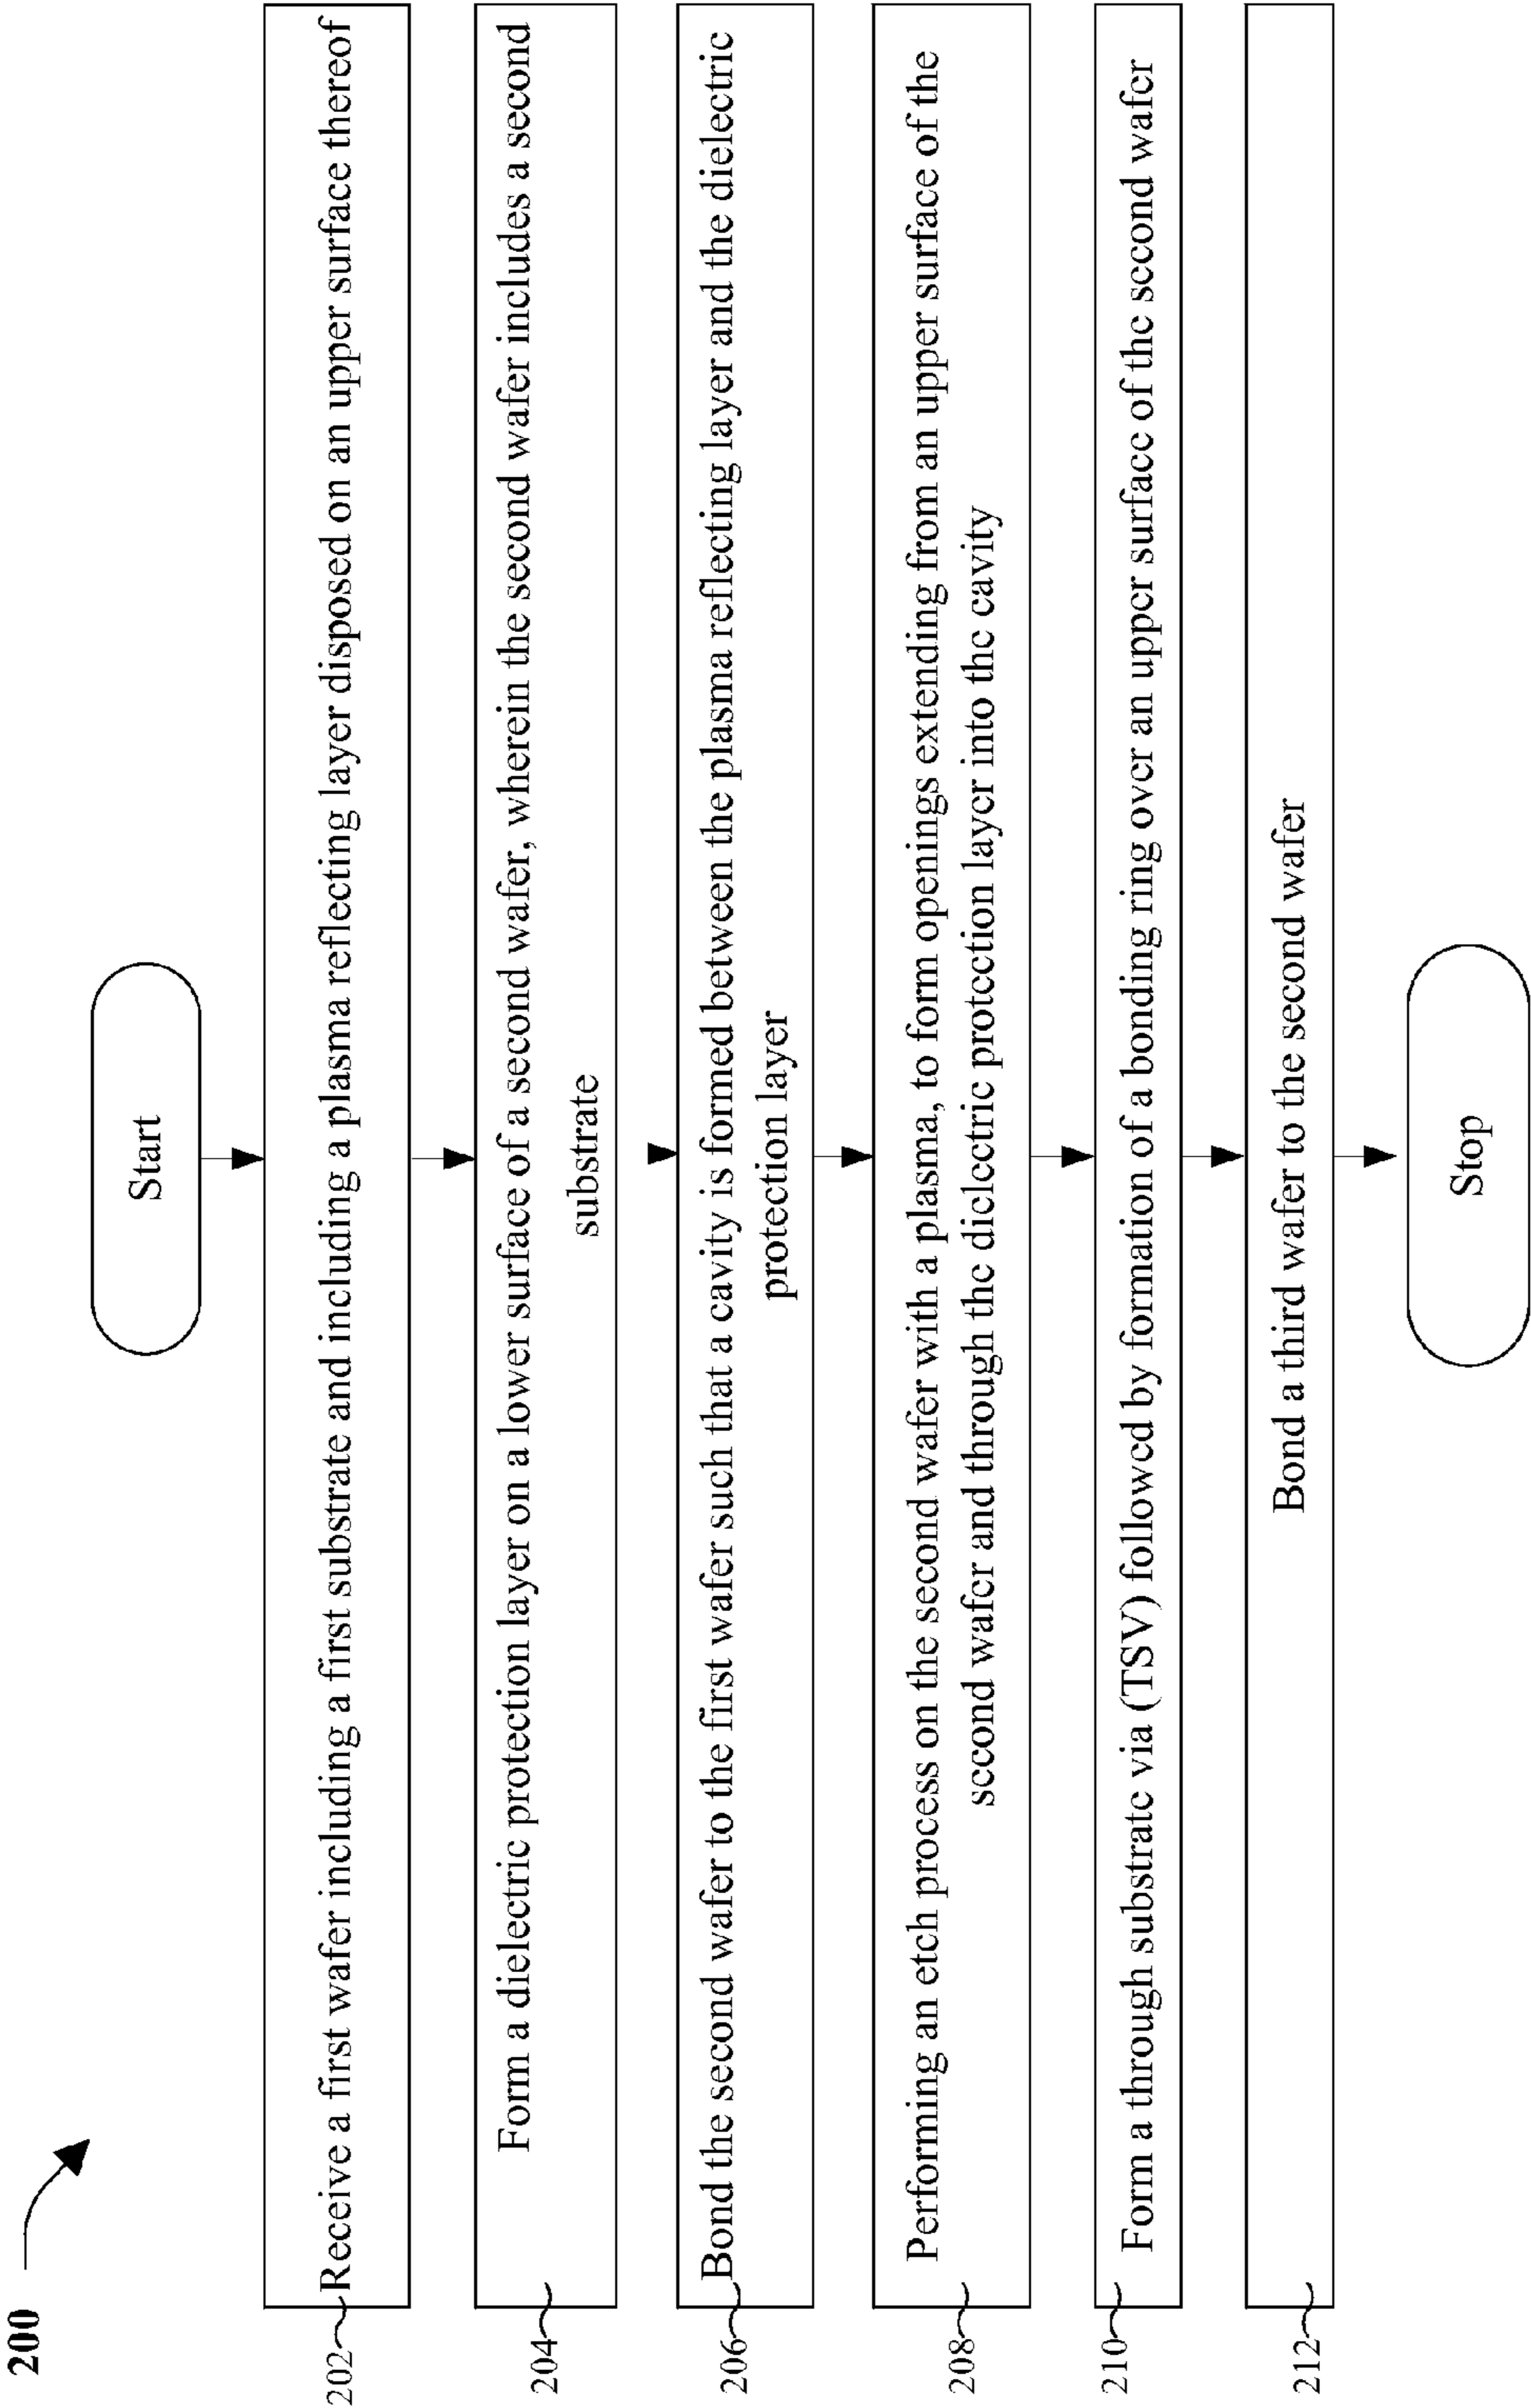 200
Start
202
Receive a first wafer including a first substrate and including a plasma reflecting layer disposed on an upper surface thereof
204
Form a dielectric protection layer on a lower surface of a second wafer, wherein the second wafer includes a second
substrate
206
Bond the second wafer to the first wafer such that a cavity is formed between the plasma reflecting layer and the dielectric
protection layer
208
Performing an etch process on the second wafer with a plasma, to form openings extending from an upper surface of the
second wafer and through the dielectric protection layer into the cavity
210
Form a through substrate via (TSV) followed by formation of a bonding ring over an upper surface of the second wafer
212
Bond a third wafer to the second wafer
Stop